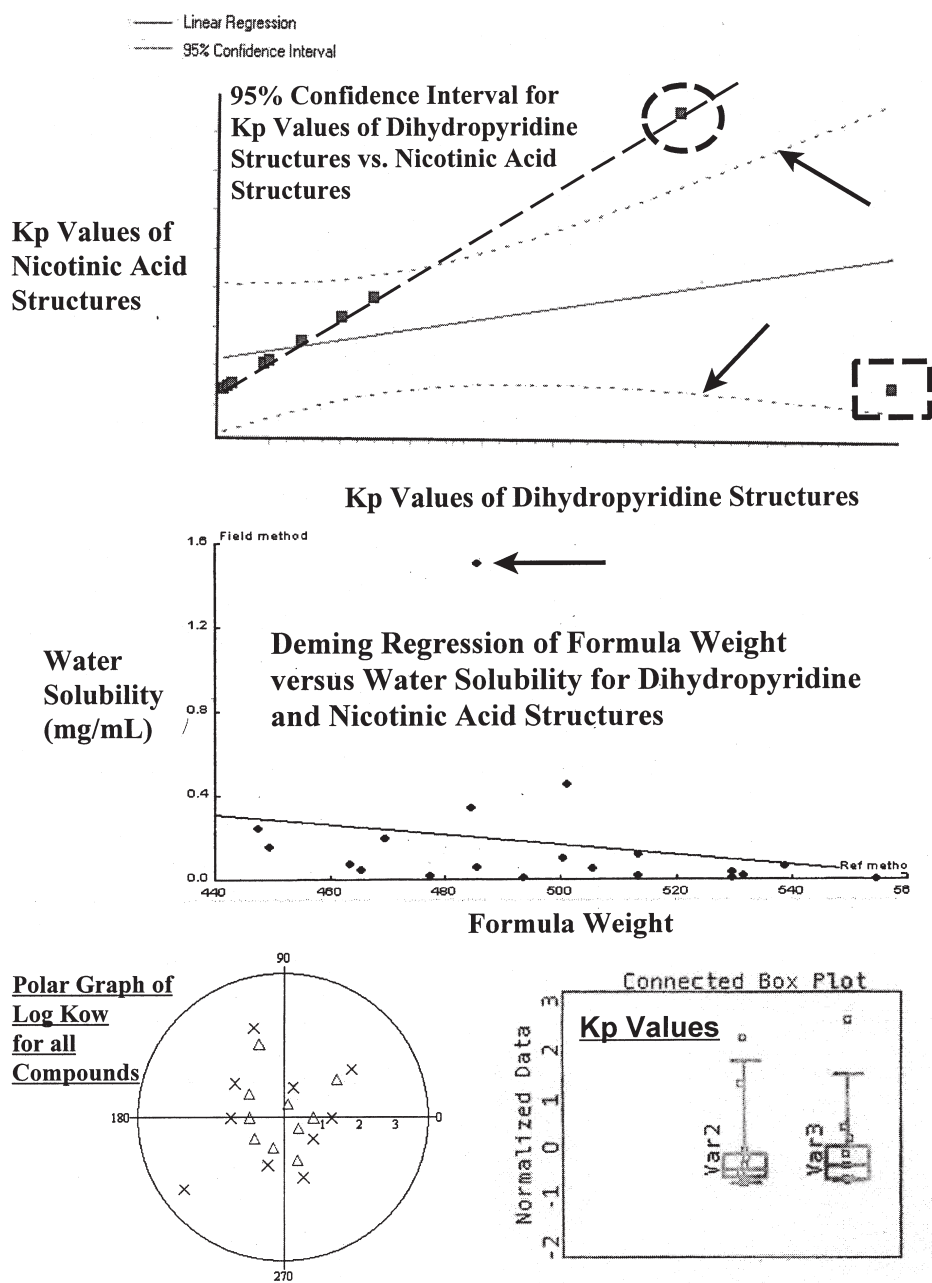 Linear Regression
95% Confidence Interval
95% Confidence Interval for
Kp Values of Dihydropyridine
Structures vs. Nicotinic Acid
Structures
Kp Values of
Nicotinic Acid
Structures
Kp Values of Dihydropyridine Structures
Field method
1.6
1.2
0.8
0.4
0.0
Water
Solubility
(mg/mL)
Deming Regression of Formula Weight
versus Water Solubility for Dihydropyridine
and Nicotinic Acid Structures
Ref metho
440 460 480 500 520 540 56
Formula Weight
Polar Graph of
Log Kow
for all
Compounds
90
180
0
1 2 3
270
Connected Box Plot
Kp Values
Normalized Data
3
2
1
0
-1
-2
Var2
Var3